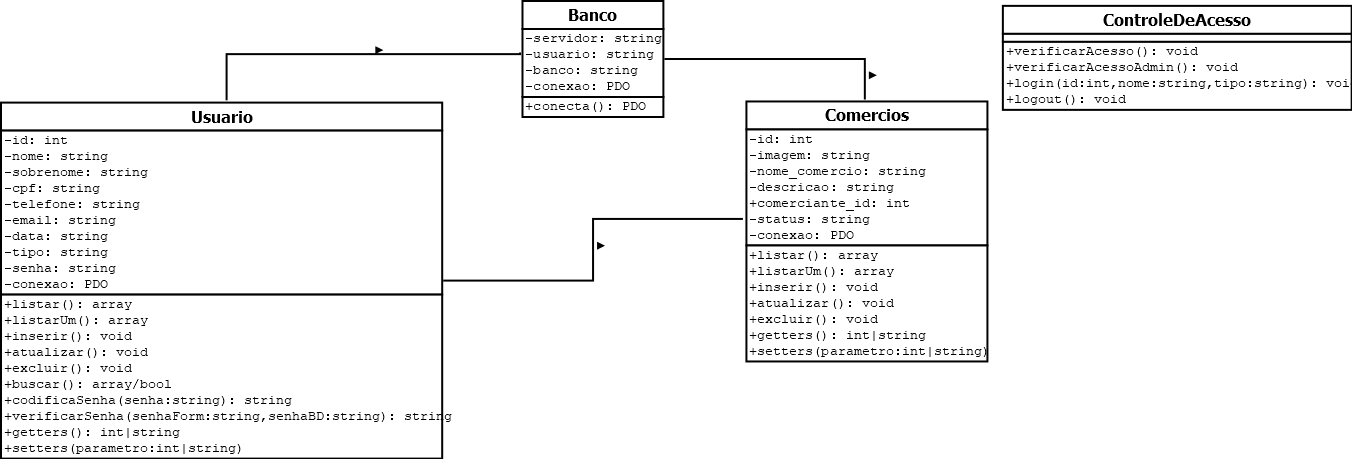 Banco
-servidor: string
-usuario: string
-banco: string
-conexao: PDO
+conecta(): PDO
ControleDeAcesso
+verificarAcesso(): void
+verificarAcessoAdmin(): void
+login(id:int,nome:string,tipo:string): voi
+logout(): void
Usuario
-id: int
-nome: string
-sobrenome: string
-cpf: string
-telefone: string
-email: string
-data: string
-tipo: string
-senha: string
-conexao: PDO
+listar(): array
+listarUm(): array
+inserir(): void
+atualizar(): void
+excluir(): void
+buscar(): array/bool
+codificaSenha(senha:string): string
+verificarSenha(senhaForm:string,senhaBD:string): string
+getters(): int|string
+setters(parametro:int|string)
Comercios
-id: int
-imagem: string
-nome_comercio: string
-descricao: string
+comerciante_id: int
-status: string
-conexao: PDO
+listar(): array
+listarUm(): array
+inserir(): void
+atualizar(): void
+excluir(): void
+getters(): int|string
+setters(parametro:int|string)